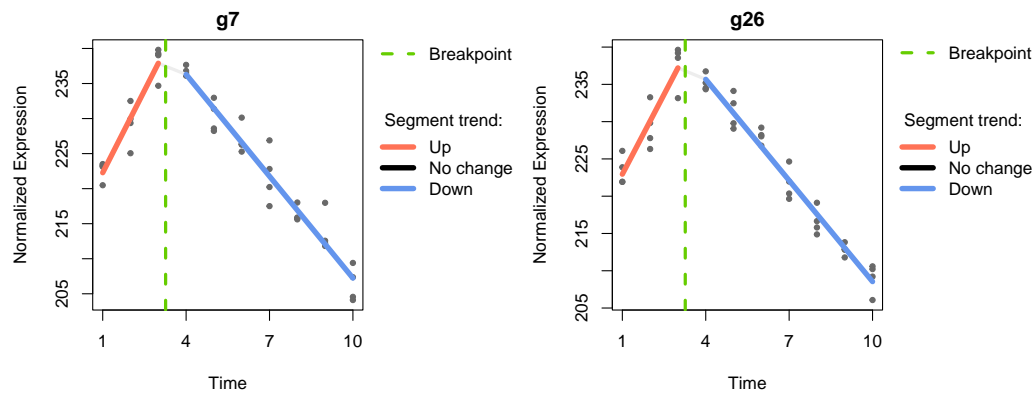 g7
Normalized Expression
235
225
215
205
1 4 7 10
Time
Breakpoint
Segment trend:
Up
No change
Down
g26
Normalized Expression
235
225
215
205
1 4 7 10
Time
Breakpoint
Segment trend:
Up
No change
Down